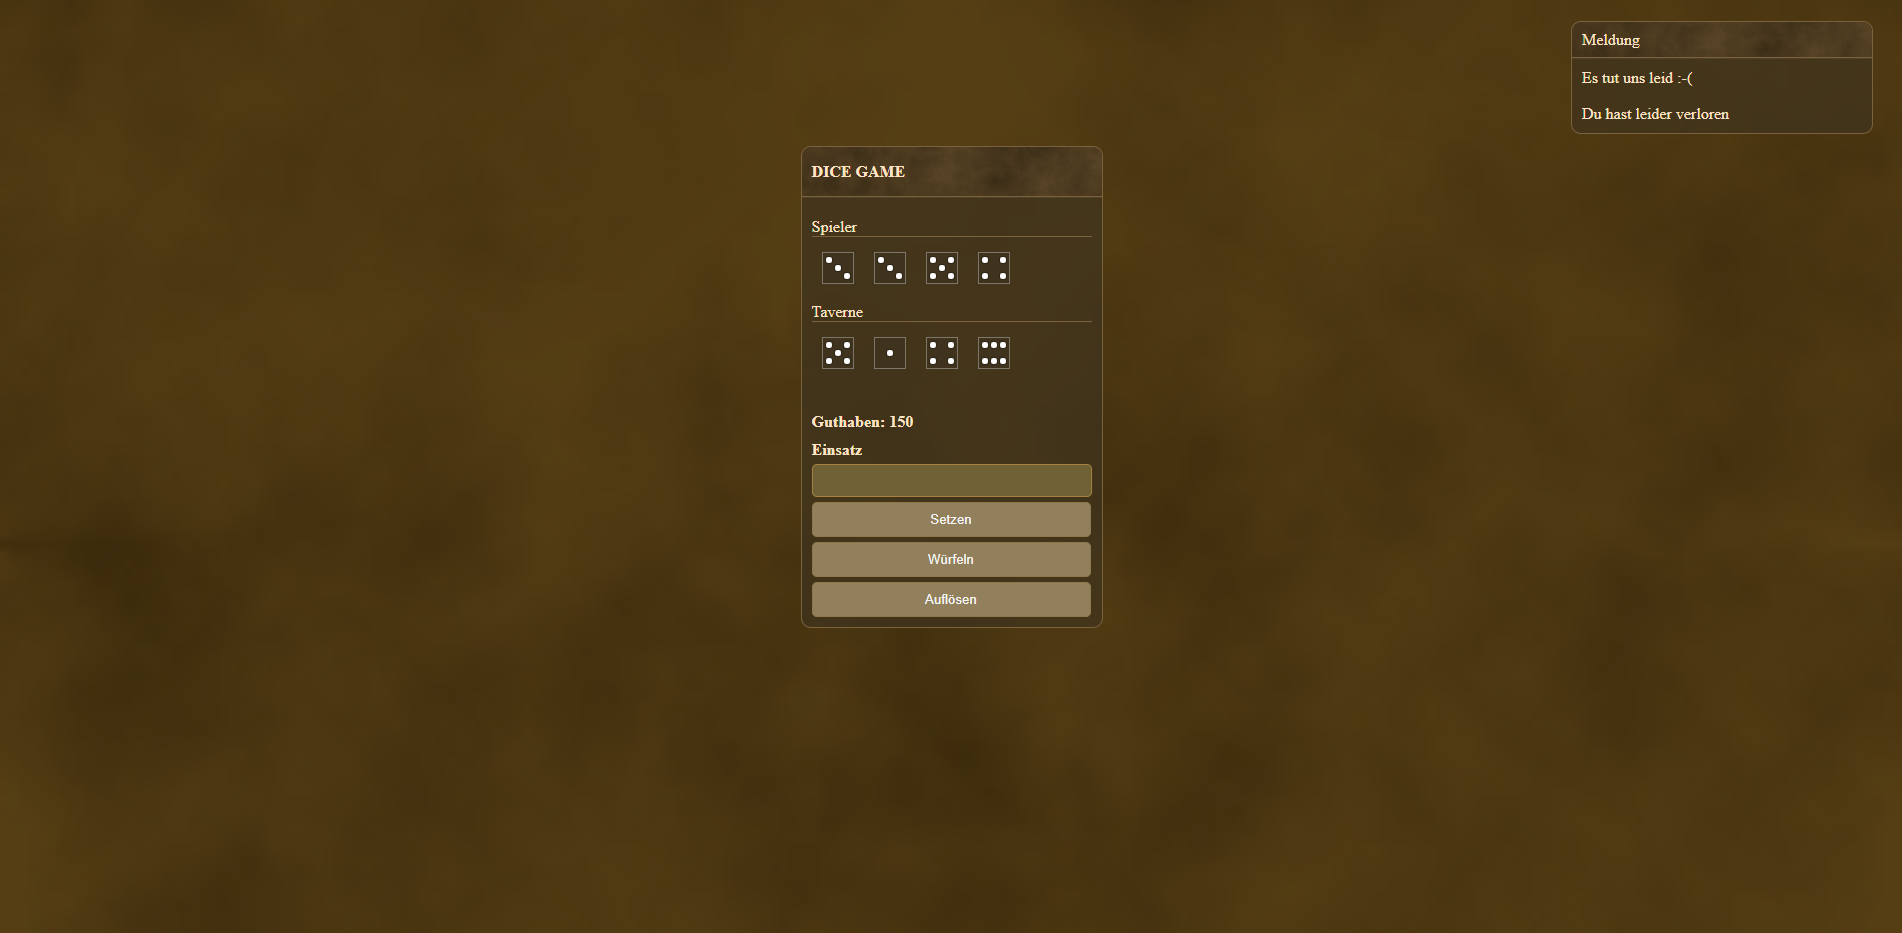 Meldung
Es tut uns leid :-(
Du hast leider verloren
DICE GAME
Spieler
Taverne
Guthaben: 150
Einsatz
Setzen
Würfeln
Auflösen